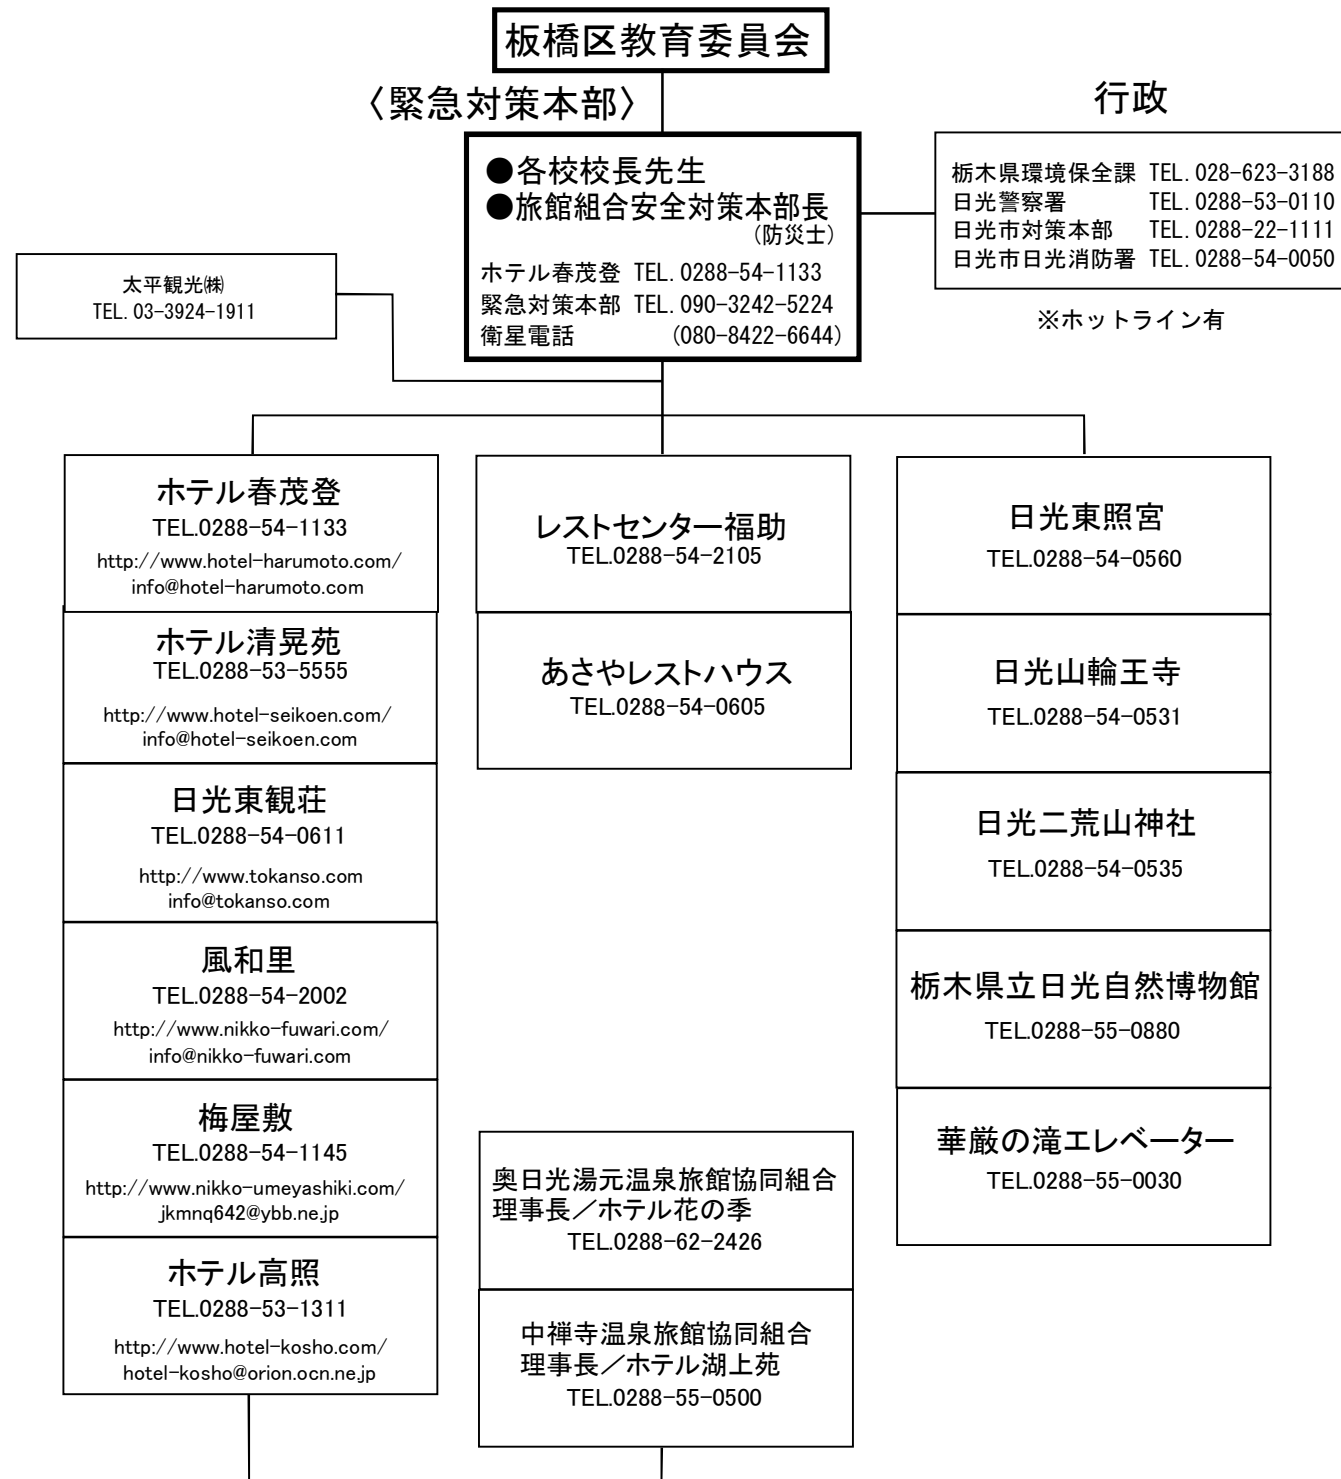 板橋区教育委員会
〈緊急対策本部〉
●各校校長先生
●旅館組合安全対策本部長
(防災士)
ホテル春茂登 TEL.0288-54-1133
緊急対策本部 TEL.090-3242-5224
衛星電話 (080-8422-6644)
行政
栃木県環境保全課 TEL.028-623-3188
日光警察署 TEL.0288-53-0110
日光市対策本部 TEL.0288-22-1111
日光市日光消防署 TEL.0288-54-0050
※ホットライン有
太平観光㈱
TEL.03-3924-1911
ホテル春茂登
TEL.0288-54-1133
http://www.hotel-harumoto.com/
info@hotel-harumoto.com
ホテル清晃苑
TEL.0288-53-5555
http://www.hotel-seikoen.com/
info@hotel-seikoen.com
日光東観荘
TEL.0288-54-0611
http://www.tokanso.com
info@tokanso.com
風和里
TEL.0288-54-2002
http://www.nikko-fuwari.com/
info@nikko-fuwari.com
梅屋敷
TEL.0288-54-1145
http://www.nikko-umeyashiki.com/
jkmnq642@ybb.ne.jp
ホテル高照
TEL.0288-53-1311
http://www.hotel-kosho.com/
hotel-kosho@orion.ocn.ne.jp
レストセンター福助
TEL.0288-54-2105
あさやレストハウス
TEL.0288-54-0605
奥日光湯元温泉旅館協同組合
理事長／ホテル花の季
TEL.0288-62-2426
中禅寺温泉旅館協同組合
理事長／ホテル湖上苑
TEL.0288-55-0500
日光東照宮
TEL.0288-54-0560
日光山輪王寺
TEL.0288-54-0531
日光二荒山神社
TEL.0288-54-0535
栃木県立日光自然博物館
TEL.0288-55-0880
華厳の滝エレベーター
TEL.0288-55-0030